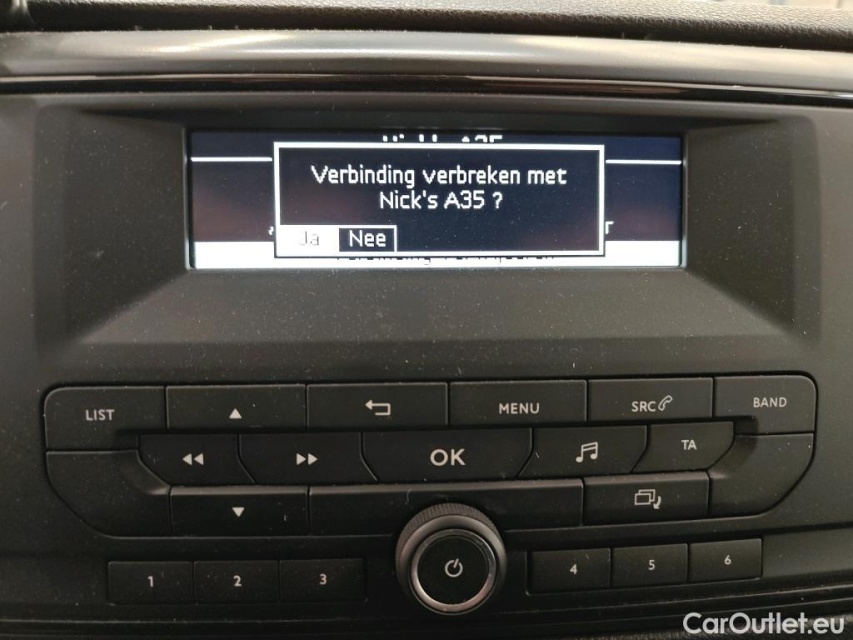 Verbinding verbreken met
Nick's A35 ?
Ja Nee
LIST
MENU
SRC
BAND
OK
TA
1 2 3 4 5 6
CarOutlet.eu